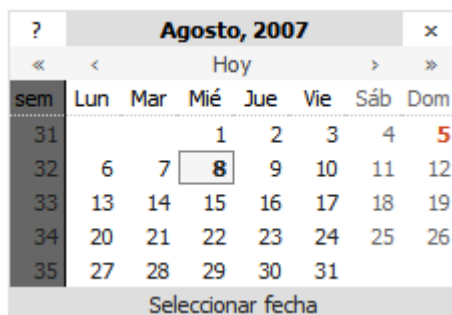 ? Agosto, 2007 ×
« ‹ Hoy › »
sem Lun Mar Mié Jue Vie Sáb Dom
31 1 2 3 4 5
32 6 7 8 9 10 11 12
33 13 14 15 16 17 18 19
34 20 21 22 23 24 25 26
35 27 28 29 30 31
Seleccionar fecha